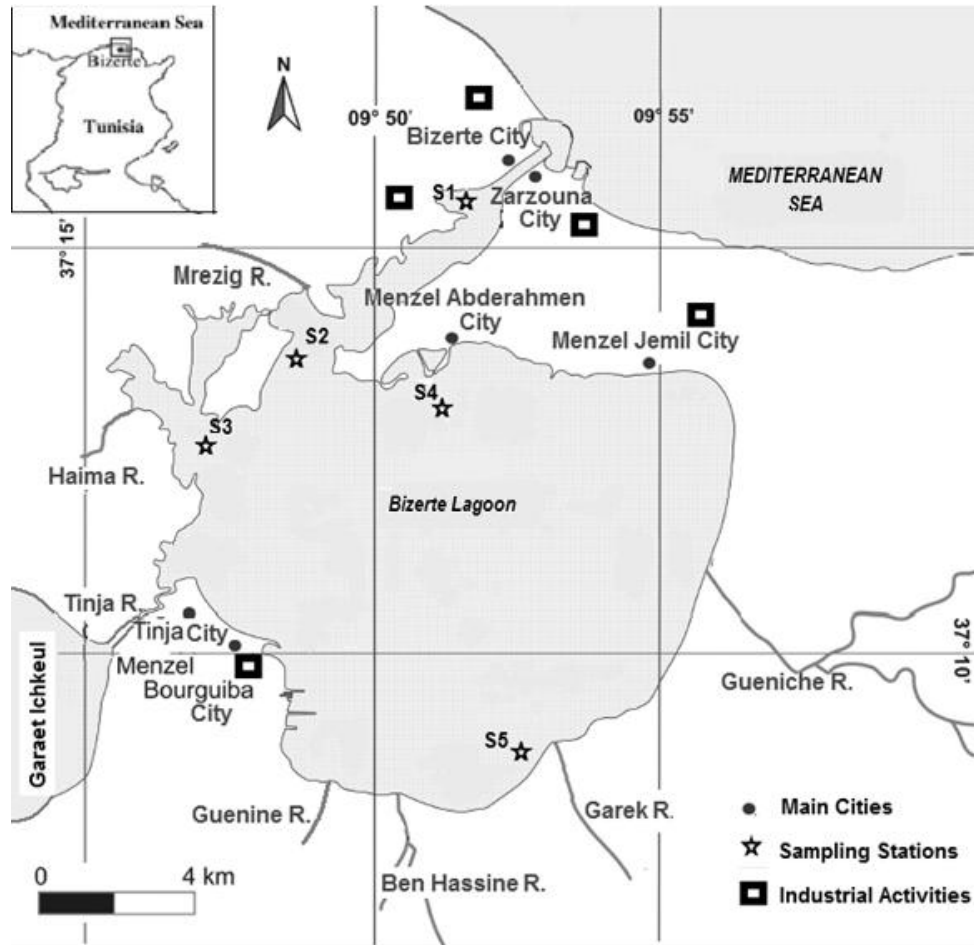 Mediterranean Sea
Bizerte
Tunisia
N
09° 50'
09° 55'
Bizerte City
MEDITERRANEAN
SEA
S1
Zarzouna
City
37° 15'
Mrezig R.
Menzel Abderahmen
City
S2
Menzel Jemil City
S4
S3
Haima R.
Bizerte Lagoon
Tinja R.
Tinja City
Menzel
Bourguiba
City
37° 10'
Gueniche R.
Garaet Ichkeul
S5
Guenine R.
Garek R.
Ben Hassine R.
Main Cities
Sampling Stations
Industrial Activities
0 4 km